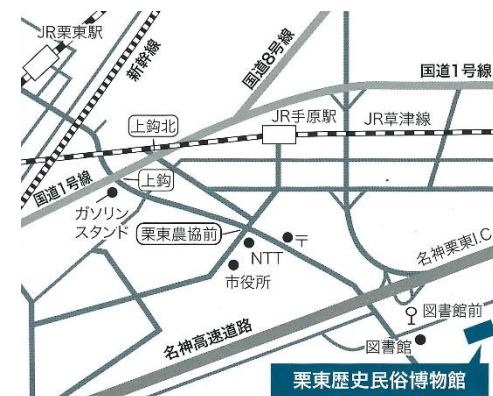 JR栗東駅
新幹線
国道8号線
国道1号線
上鈎北
JR手原駅
JR草津線
国道1号線
上鈎
ガソリン
スタンド
栗東農協前
〒
NTT
市役所
名神栗東I.C
名神高速道路
図書館前
図書館
栗東歴史民俗博物館